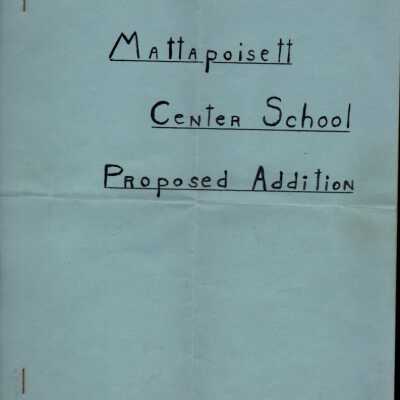 Mattapoisett
Center School
Proposed Addition